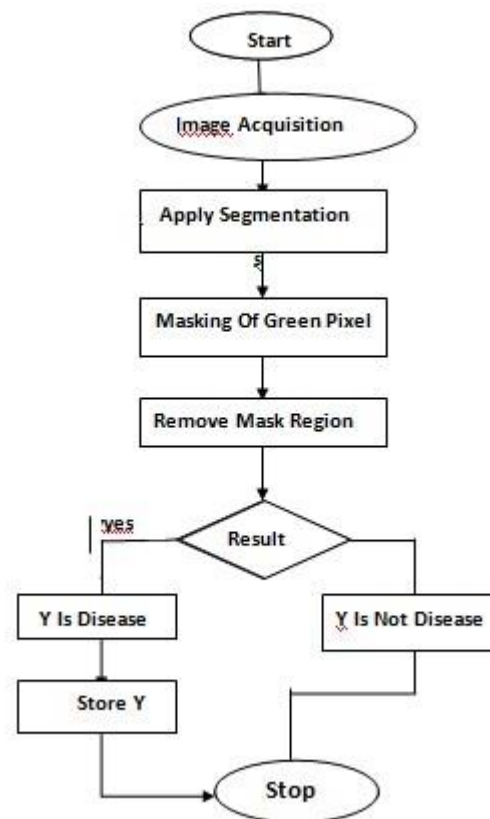 Start
Image Acquisition
Apply Segmentation
s
Masking Of Green Pixel
Remove Mask Region
Result
yes
Y Is Disease
Y Is Not Disease
Store Y
Stop